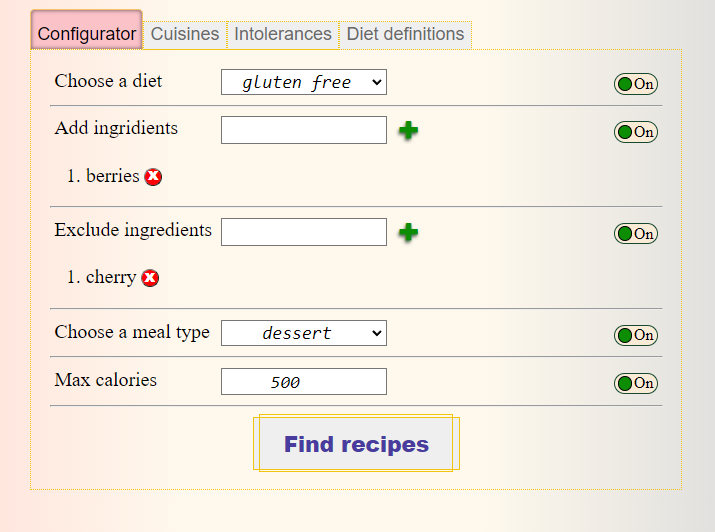 Configurator Cuisines Intolerances Diet definitions
Choose a diet gluten free On
Add ingridients On
1. berries
Exclude ingredients On
1. cherry
Choose a meal type dessert On
Max calories 500 On
Find recipes